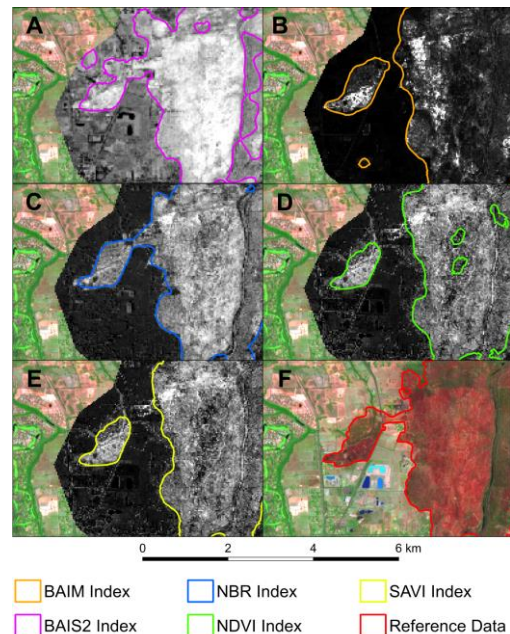 A B
C D
E F
0 2 4 6 km
BAIM Index NBR Index SAVI Index
BAIS2 Index NDVI Index Reference Data